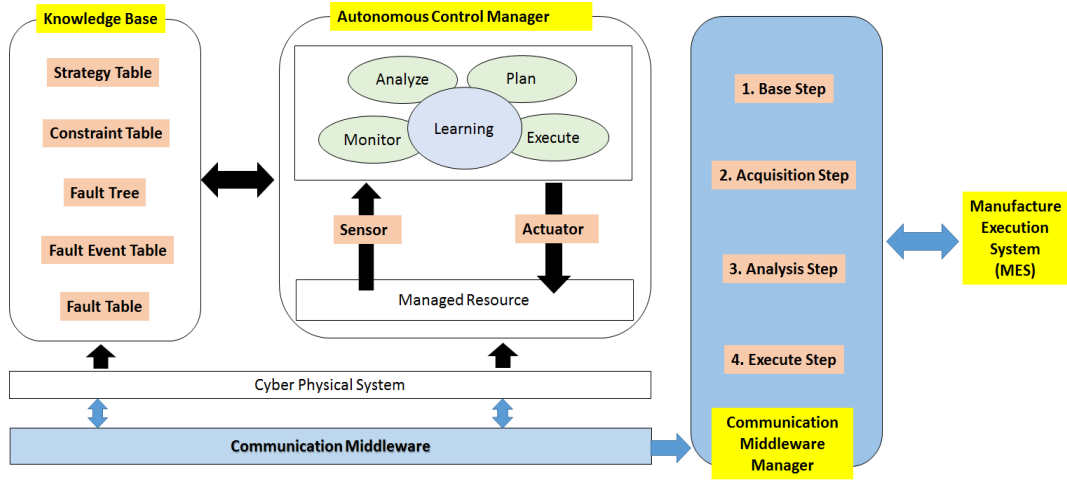 Knowledge Base
Strategy Table
Constraint Table
Fault Tree
Fault Event Table
Fault Table
Autonomous Control Manager
Analyze
Plan
Monitor
Learning
Execute
Sensor
Actuator
Managed Resource
Cyber Physical System
Communication Middleware
1. Base Step
2. Acquisition Step
3. Analysis Step
4. Execute Step
Communication
Middleware
Manager
Manufacture
Execution
System
(MES)